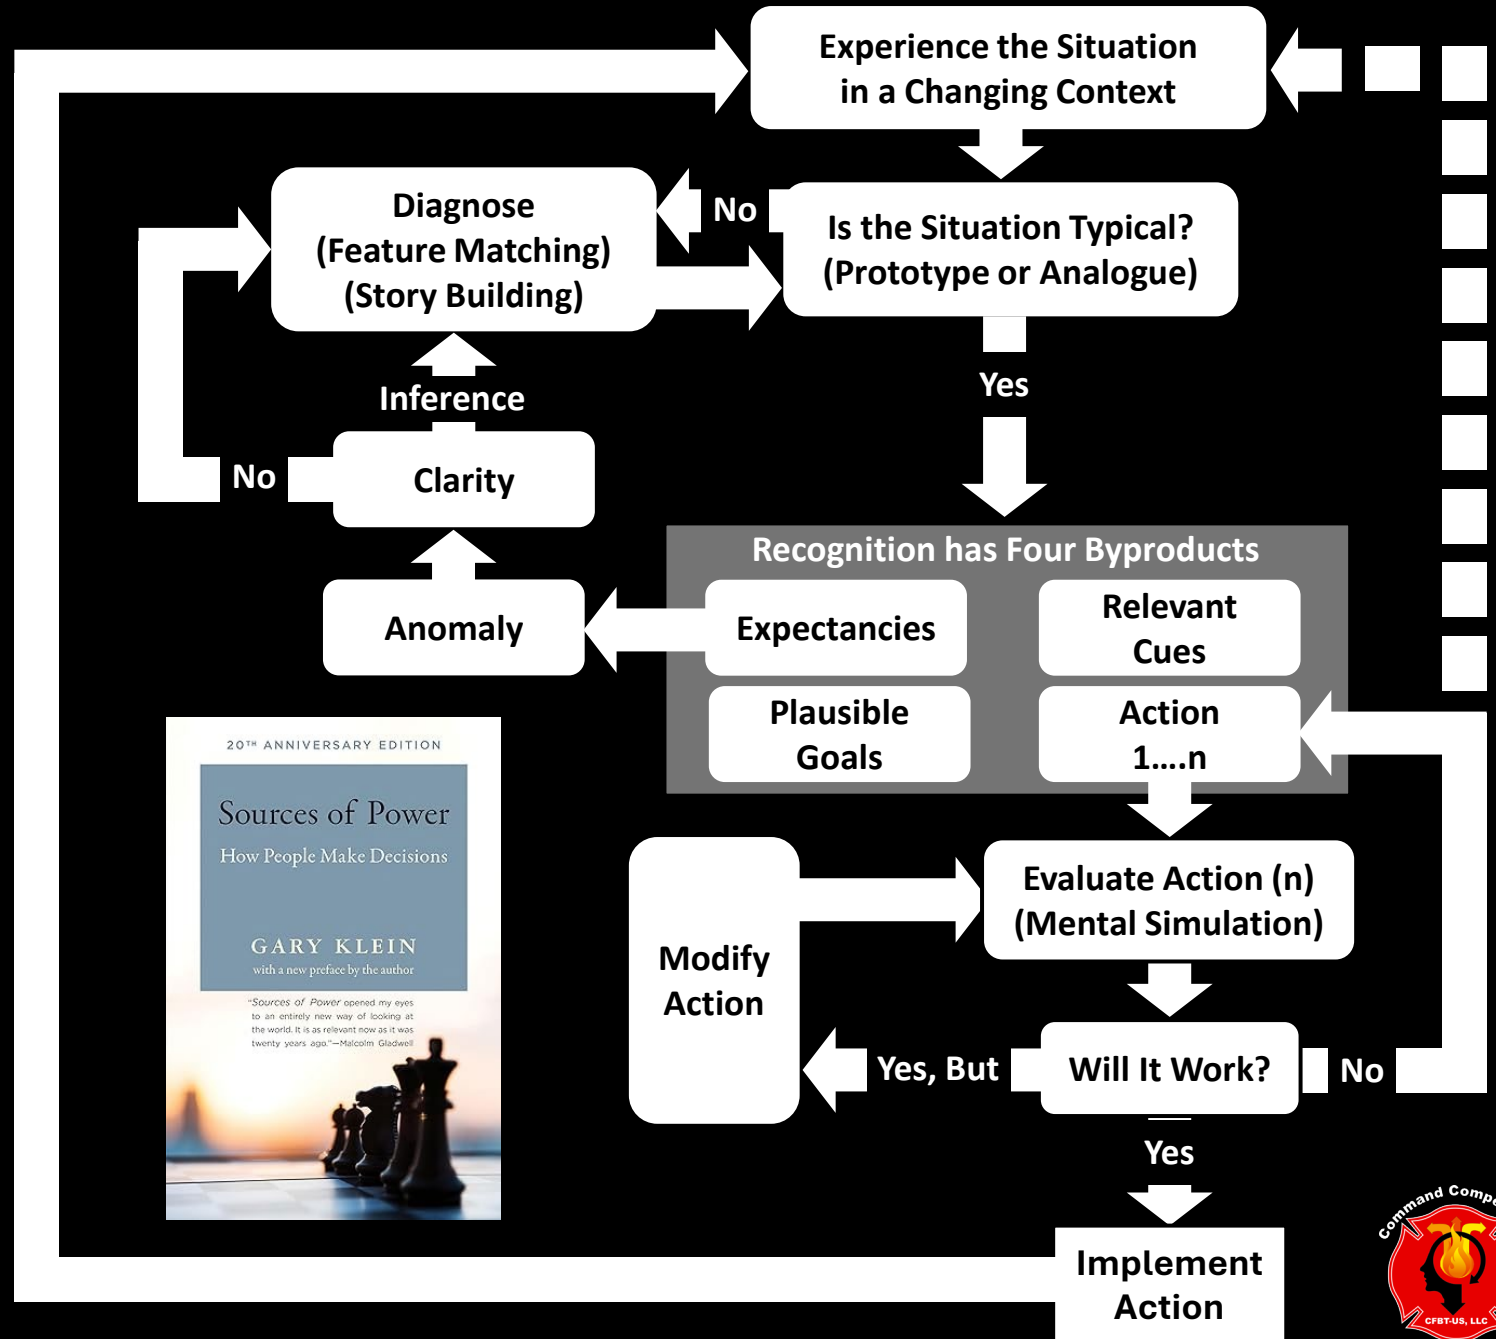 Experience the Situation
in a Changing Context
Diagnose
(Feature Matching)
(Story Building)
No
Is the Situation Typical?
(Prototype or Analogue)
Inference
Yes
No
Clarity
Recognition has Four Byproducts
Anomaly
Expectancies
Relevant
Cues
Plausible
Goals
Action
1....n
20TH ANNIVERSARY EDITION
Sources of Power
How People Make Decisions
GARY KLEIN
with a new preface by the author
"Sources of Power opened my eyes
to an entirely new way of looking at
the world. It is as relevant now as it was
twenty years ago."—Malcolm Gladwell
Modify
Action
Evaluate Action (n)
(Mental Simulation)
Yes, But
Will It Work?
No
Yes
Implement
Action
Command
CFBT-US, LLC